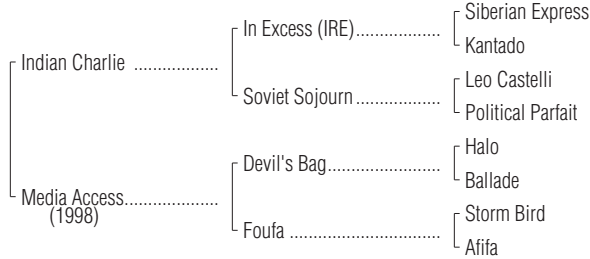 Siberian Express
In Excess (IRE)..................
Kantado
Indian Charlie ..................
Leo Castelli
Soviet Sojourn ..................
Political Parfait
Halo
Devil's Bag........................
Ballade
Media Access....................
(1998)
Storm Bird
Foufa ................................
Afifa